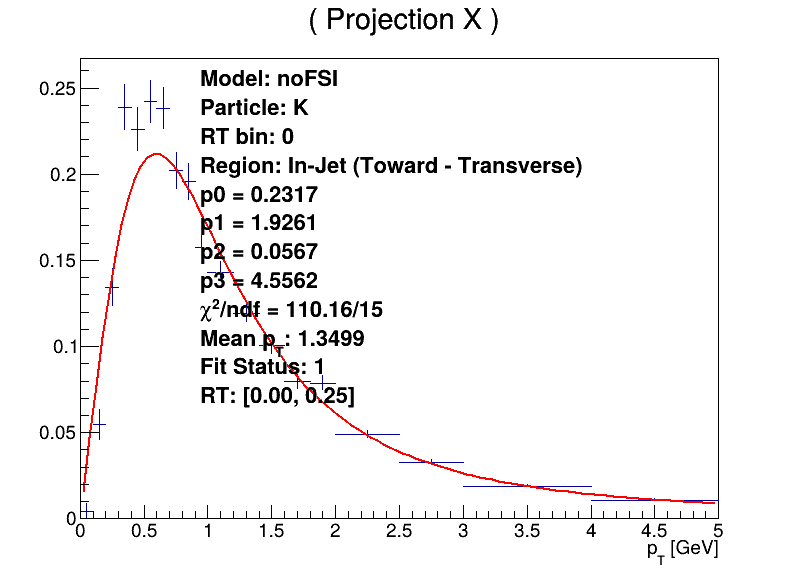 ( Projection X )
Model: noFSI
Particle: K
RT bin: 0
Region: In-Jet (Toward - Transverse)
p0 = 0.2317
p1 = 1.9261
p2 = 0.0567
p3 = 4.5562
χ²/ndf = 110.16/15
Mean p_T: 1.3499
Fit Status: 1
RT: [0.00, 0.25]
0.25
0.2
0.15
0.1
0.05
0
0 0.5 1 1.5 2 2.5 3 3.5 4 4.5 5
p_T [GeV]